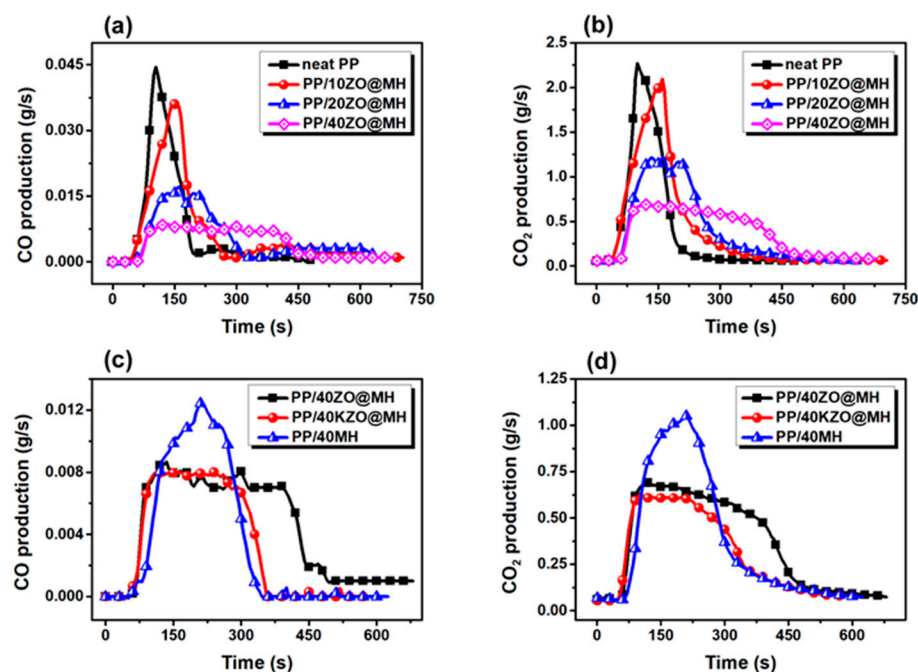 (a)
neat PP
PP/10ZO@MH
PP/20ZO@MH
PP/40ZO@MH
CO production (g/s)
0.045
0.030
0.015
0.000
0 150 300 450 600 750
Time (s)
(b)
neat PP
PP/10ZO@MH
PP/20ZO@MH
PP/40ZO@MH
CO₂ production (g/s)
2.5
2.0
1.5
1.0
0.5
0.0
0 150 300 450 600 750
Time (s)
(c)
PP/40ZO@MH
PP/40KZO@MH
PP/40MH
CO production (g/s)
0.012
0.008
0.004
0.000
0 150 300 450 600
Time (s)
(d)
PP/40ZO@MH
PP/40KZO@MH
PP/40MH
CO₂ production (g/s)
1.25
1.00
0.75
0.50
0.25
0.00
0 150 300 450 600
Time (s)